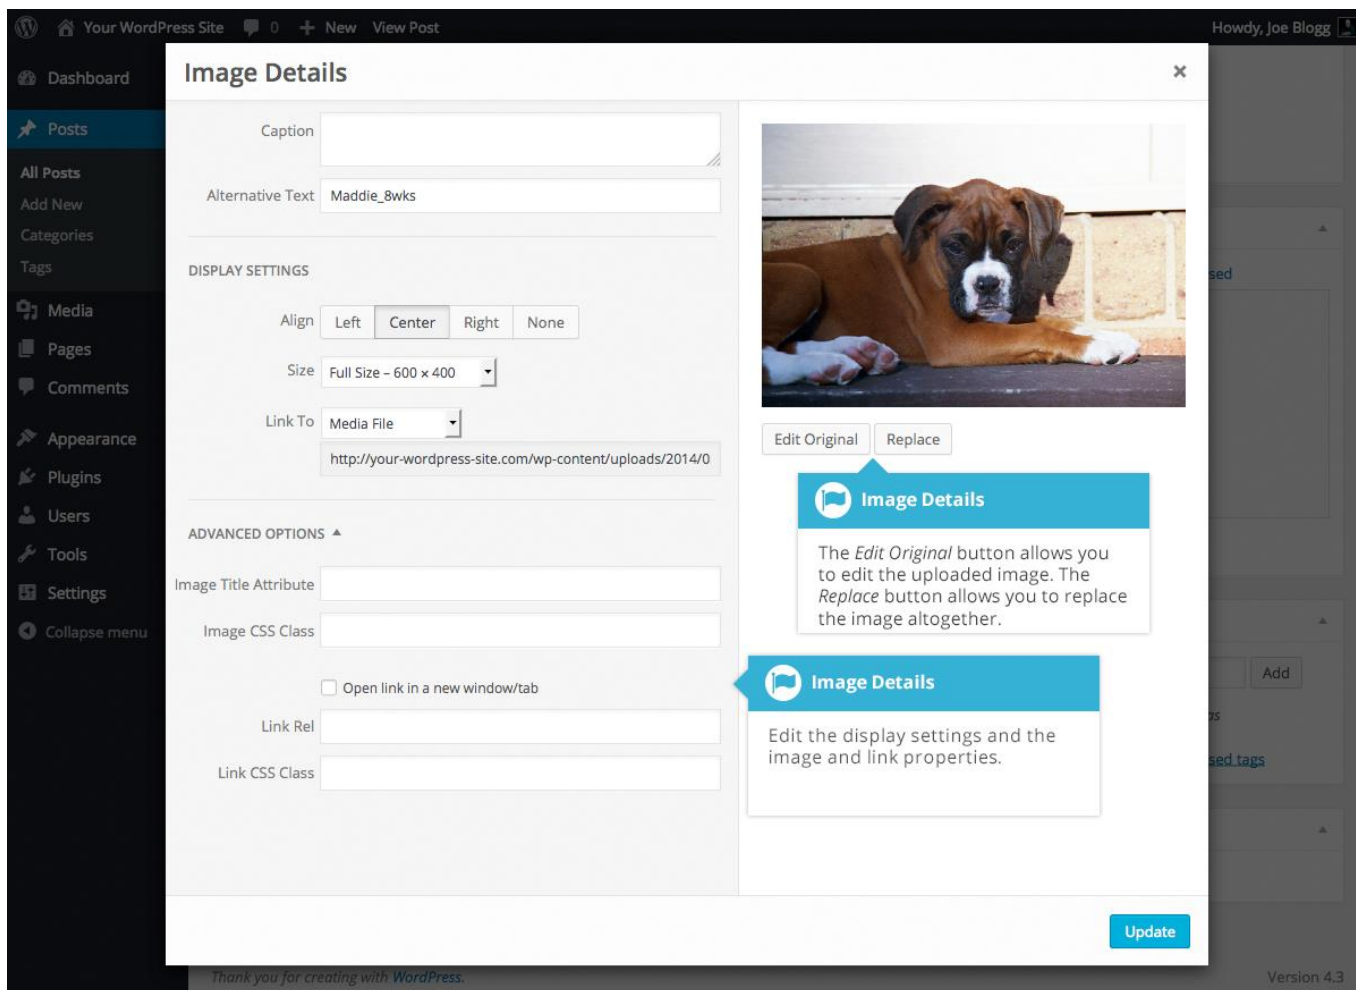 Your WordPress Site 0 + New View Post Howdy, Joe Blogg
Dashboard
Posts
All Posts
Add New
Categories
Tags
Media
Pages
Comments
Appearance
Plugins
Users
Tools
Settings
Collapse menu
Image Details
Caption
Alternative Text Maddie_8wks
DISPLAY SETTINGS
Align Left Center Right None
Size Full Size – 600 × 400
Link To Media File
http://your-wordpress-site.com/wp-content/uploads/2014/0
ADVANCED OPTIONS
Image Title Attribute
Image CSS Class
Open link in a new window/tab
Link Rel
Link CSS Class
Edit Original Replace
Image Details
The Edit Original button allows you
to edit the uploaded image. The
Replace button allows you to replace
the image altogether.
Image Details
Edit the display settings and the
image and link properties.
Update
sed
Add
as
sed tags
Thank you for creating with WordPress.
Version 4.3